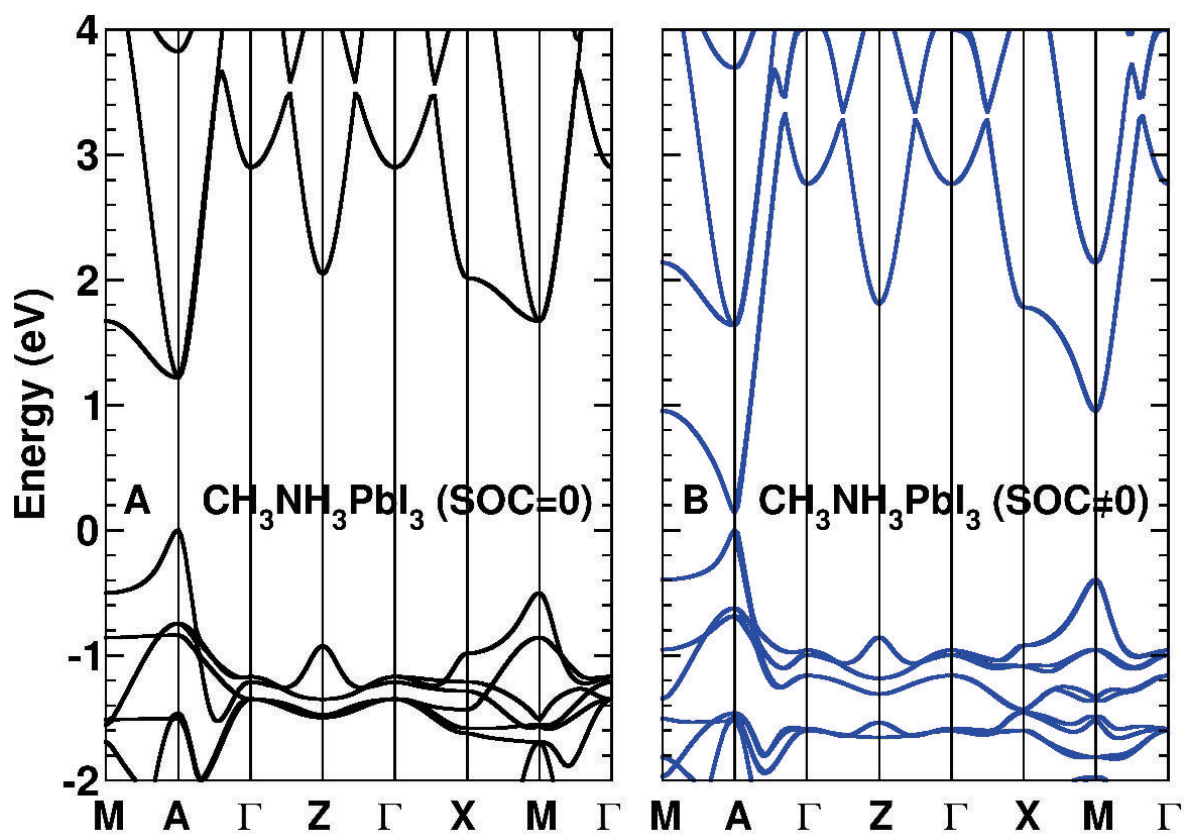 4
3
2
1
0
-1
-2
Energy (eV)
A CH₃NH₃PbI₃ (SOC=0)
B CH₃NH₃PbI₃ (SOC≠0)
M A Γ Z Γ X M Γ
M A Γ Z Γ X M Γ